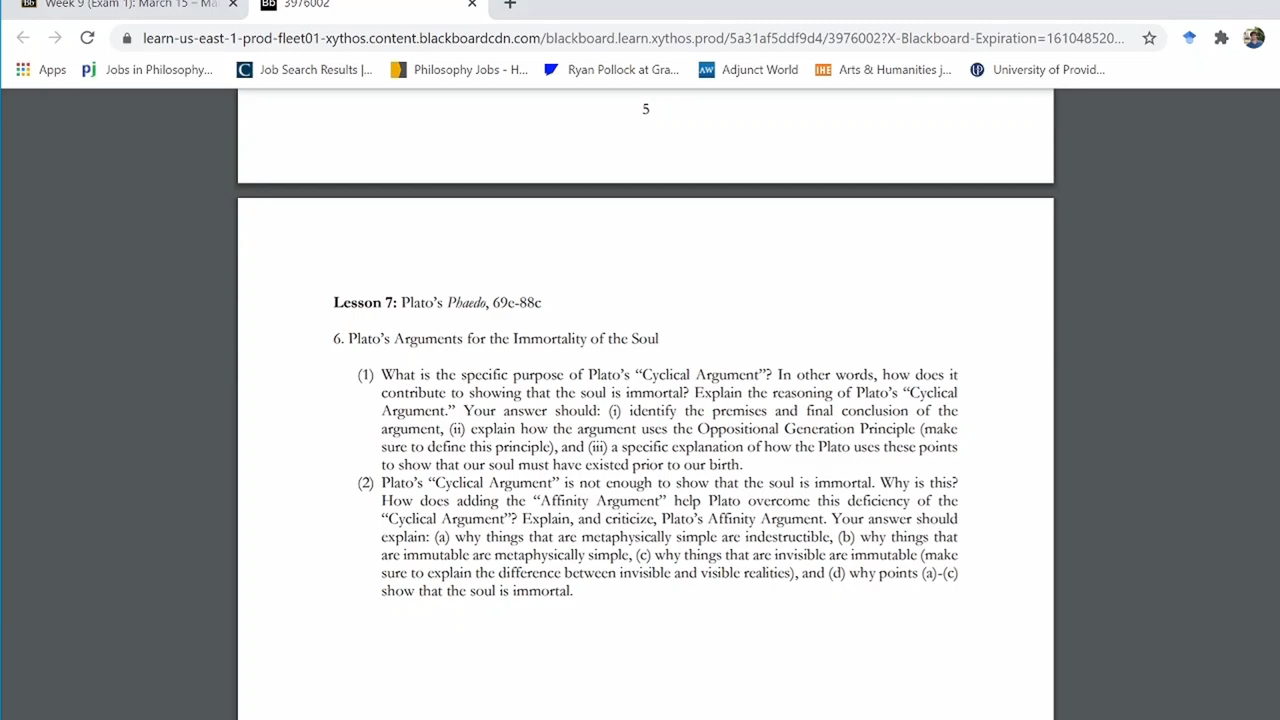 Bb Week 9 (Exam 1): March 15 – Ma
Bb 3976002
learn-us-east-1-prod-fleet01-xythos.content.blackboardcdn.com/blackboard.learn.xythos.prod/5a31af5ddf9d4/3976002?X-Blackboard-Expiration=161048520...
Apps pj Jobs in Philosophy... C Job Search Results |... Philosophy Jobs - H... Ryan Pollock at Gra... AW Adjunct World IHE Arts & Humanities j... University of Provid...
5
Lesson 7: Plato's Phaedo, 69e-88c
6. Plato's Arguments for the Immortality of the Soul
(1) What is the specific purpose of Plato's “Cyclical Argument”? In other words, how does it
contribute to showing that the soul is immortal? Explain the reasoning of Plato's “Cyclical
Argument.” Your answer should: (i) identify the premises and final conclusion of the
argument, (ii) explain how the argument uses the Oppositional Generation Principle (make
sure to define this principle), and (iii) a specific explanation of how the Plato uses these points
to show that our soul must have existed prior to our birth.
(2) Plato's “Cyclical Argument” is not enough to show that the soul is immortal. Why is this?
How does adding the “Affinity Argument” help Plato overcome this deficiency of the
“Cyclical Argument”? Explain, and criticize, Plato's Affinity Argument. Your answer should
explain: (a) why things that are metaphysically simple are indestructible, (b) why things that
are immutable are metaphysically simple, (c) why things that are invisible are immutable (make
sure to explain the difference between invisible and visible realities), and (d) why points (a)-(c)
show that the soul is immortal.